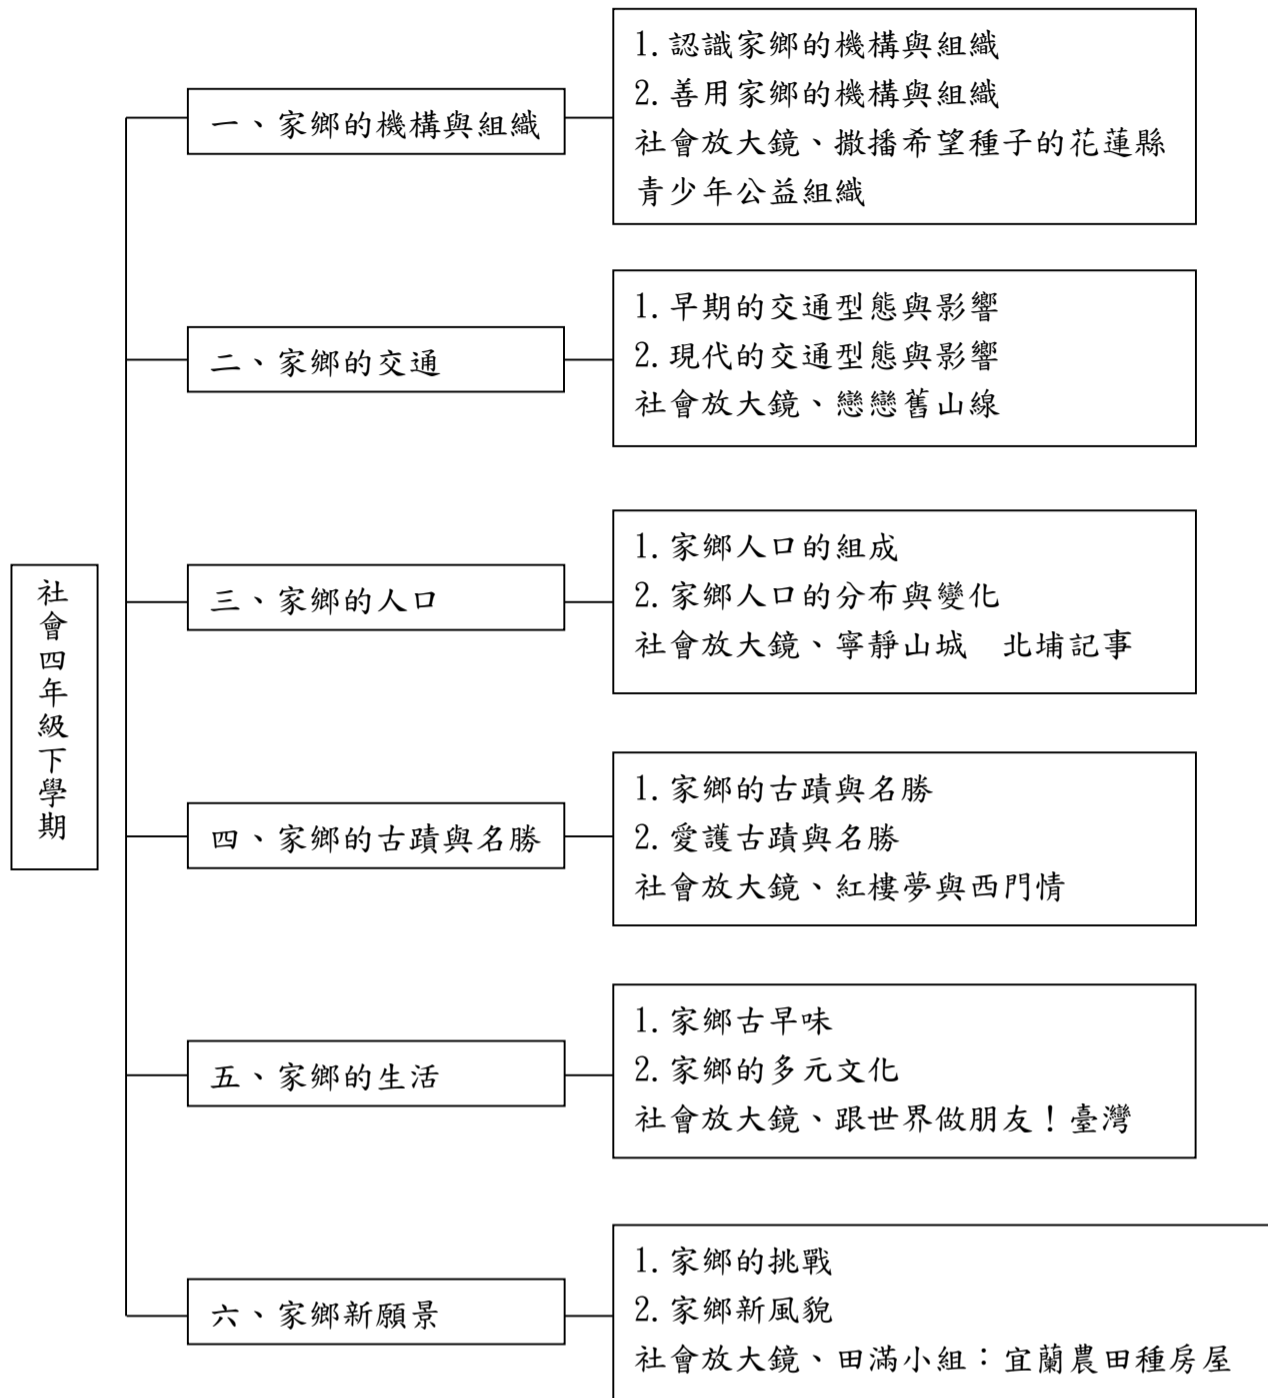 社會四年級下學期
一、家鄉的機構與組織
1.認識家鄉的機構與組織
2.善用家鄉的機構與組織
社會放大鏡、撒播希望種子的花蓮縣
青少年公益組織
二、家鄉的交通
1.早期的交通型態與影響
2.現代的交通型態與影響
社會放大鏡、戀戀舊山線
三、家鄉的人口
1.家鄉人口的組成
2.家鄉人口的分布與變化
社會放大鏡、寧靜山城　北埔記事
四、家鄉的古蹟與名勝
1.家鄉的古蹟與名勝
2.愛護古蹟與名勝
社會放大鏡、紅樓夢與西門情
五、家鄉的生活
1.家鄉古早味
2.家鄉的多元文化
社會放大鏡、跟世界做朋友！臺灣
六、家鄉新願景
1.家鄉的挑戰
2.家鄉新風貌
社會放大鏡、田滿小組：宜蘭農田種房屋